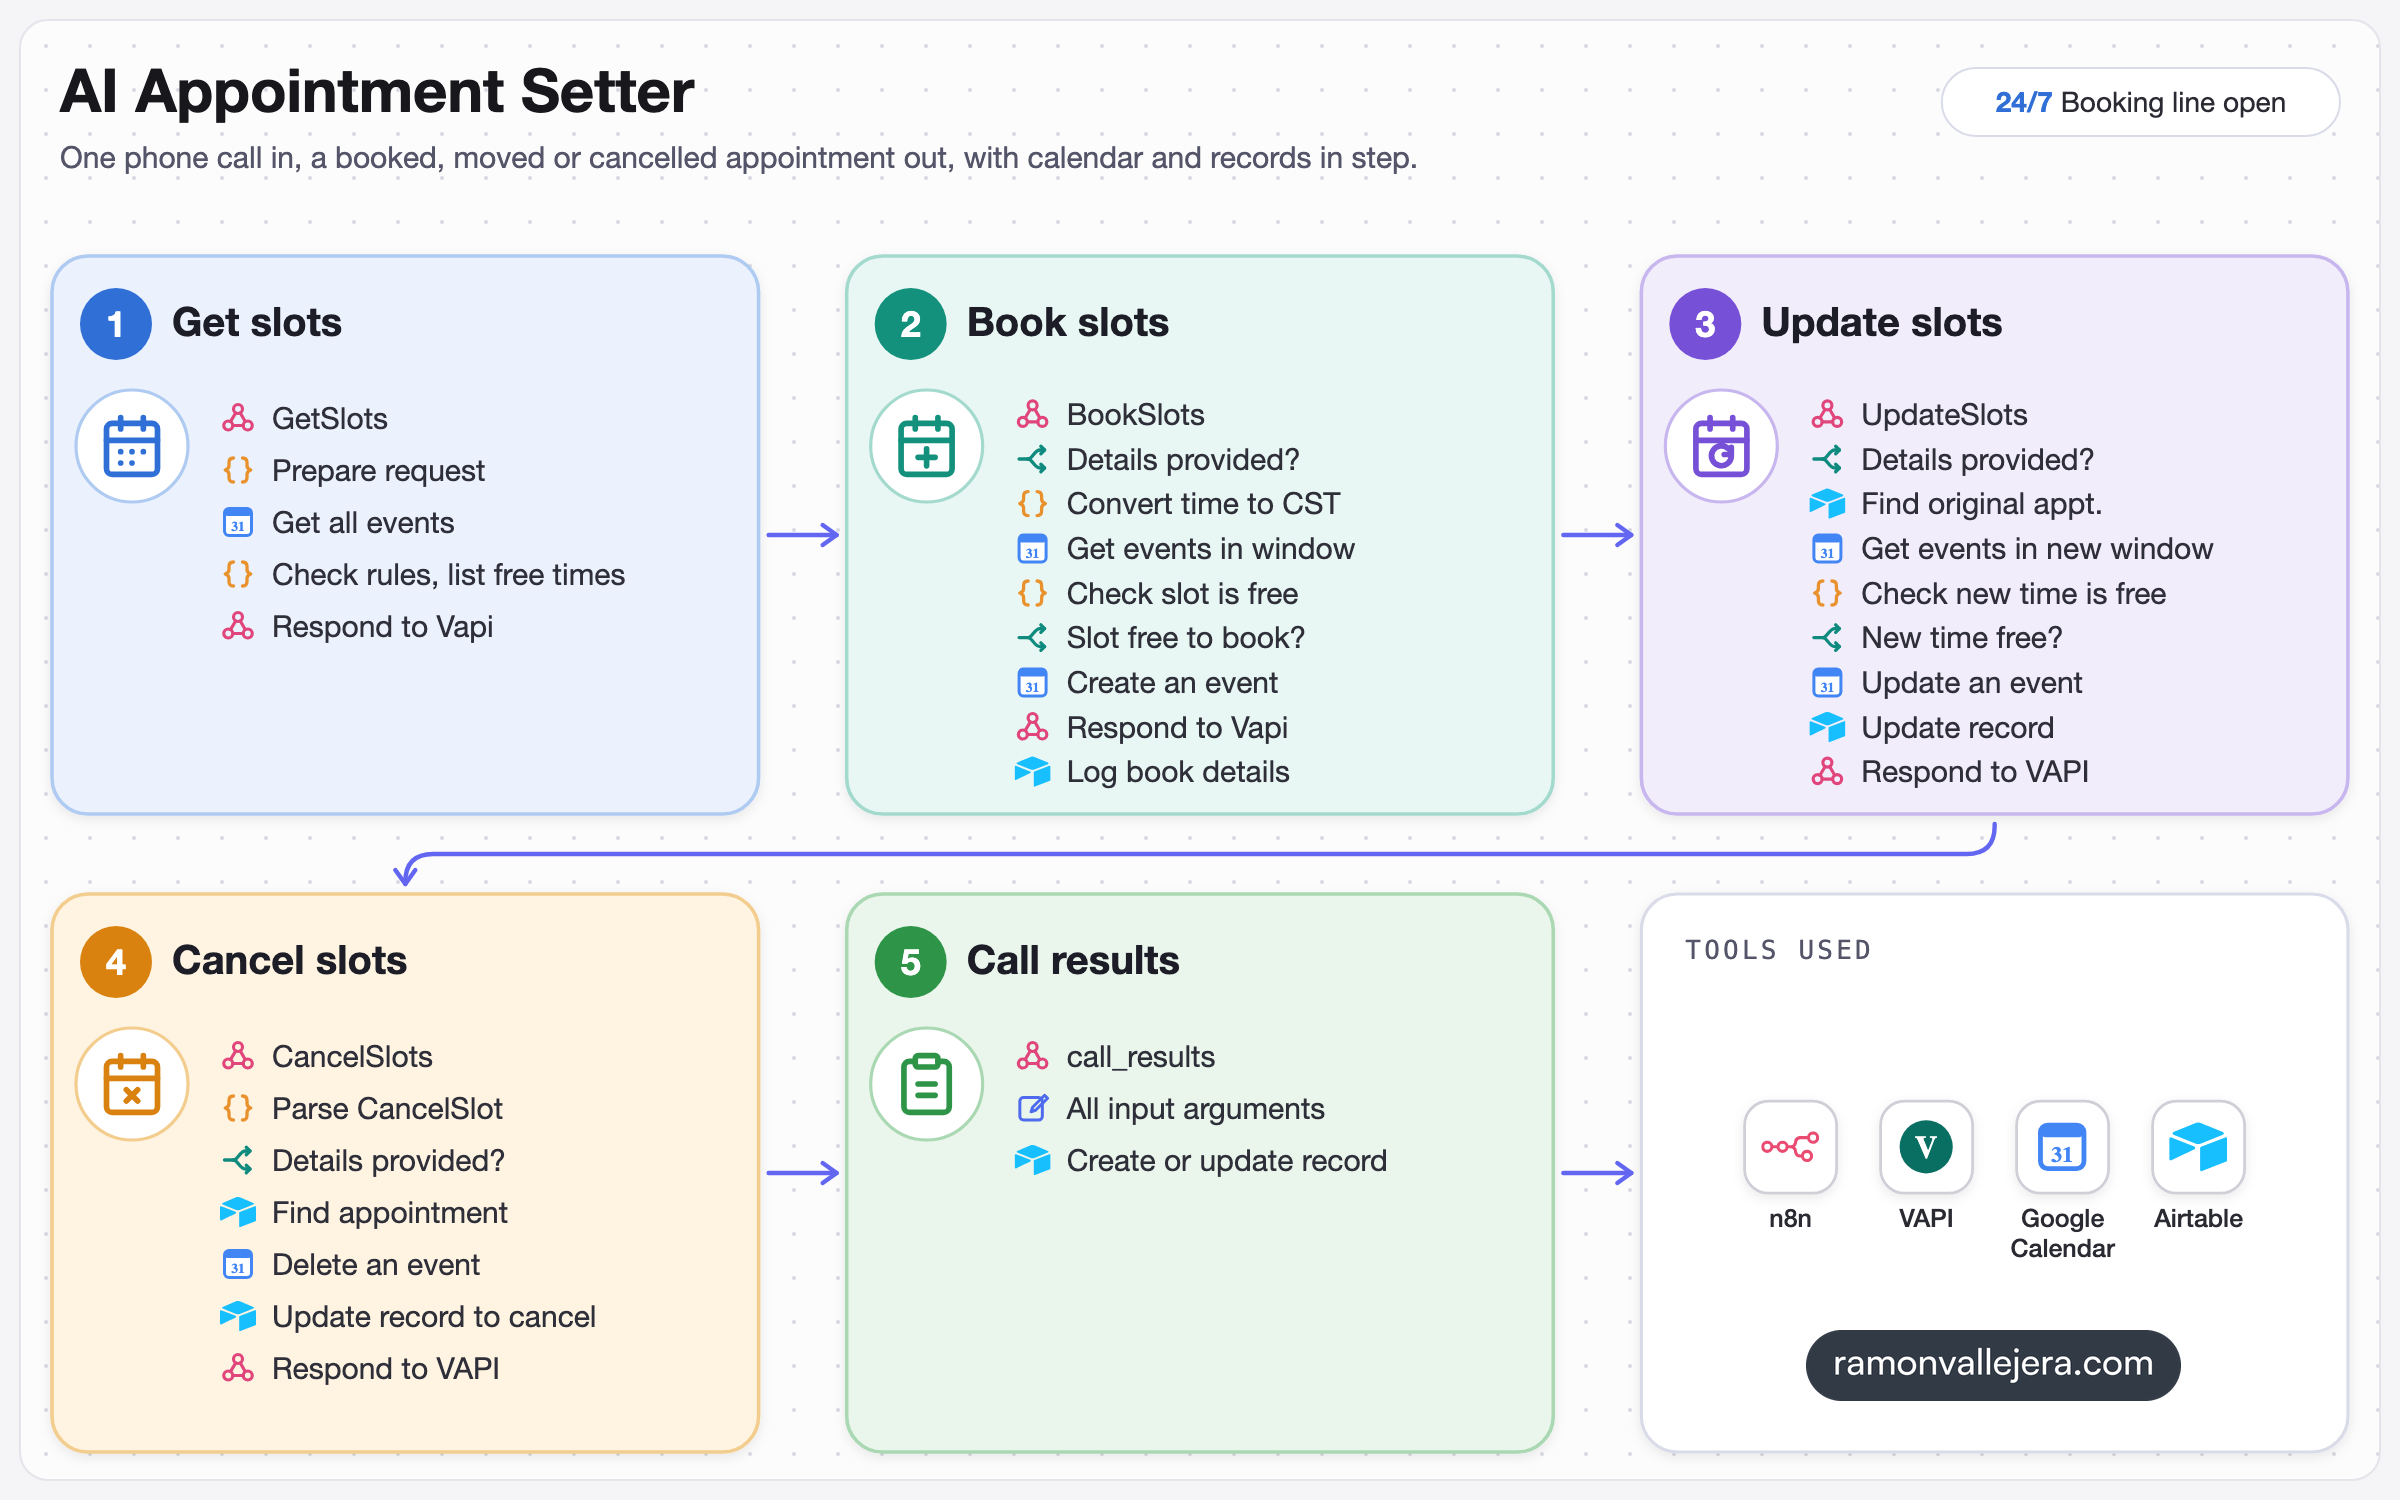 AI Appointment Setter
24/7 Booking line open
One phone call in, a booked, moved or cancelled appointment out, with calendar and records in step.
1 Get slots
GetSlots
Prepare request
31 Get all events
Check rules, list free times
Respond to Vapi
2 Book slots
BookSlots
Details provided?
Convert time to CST
31 Get events in window
Check slot is free
Slot free to book?
31 Create an event
Respond to Vapi
Log book details
3 Update slots
UpdateSlots
Details provided?
Find original appt.
31 Get events in new window
Check new time is free
New time free?
31 Update an event
Update record
Respond to VAPI
4 Cancel slots
CancelSlots
Parse CancelSlot
Details provided?
Find appointment
31 Delete an event
Update record to cancel
Respond to VAPI
5 Call results
call_results
All input arguments
Create or update record
TOOLS USED
V
31
n8n
VAPI
Google
Calendar
Airtable
ramonvallejera.com